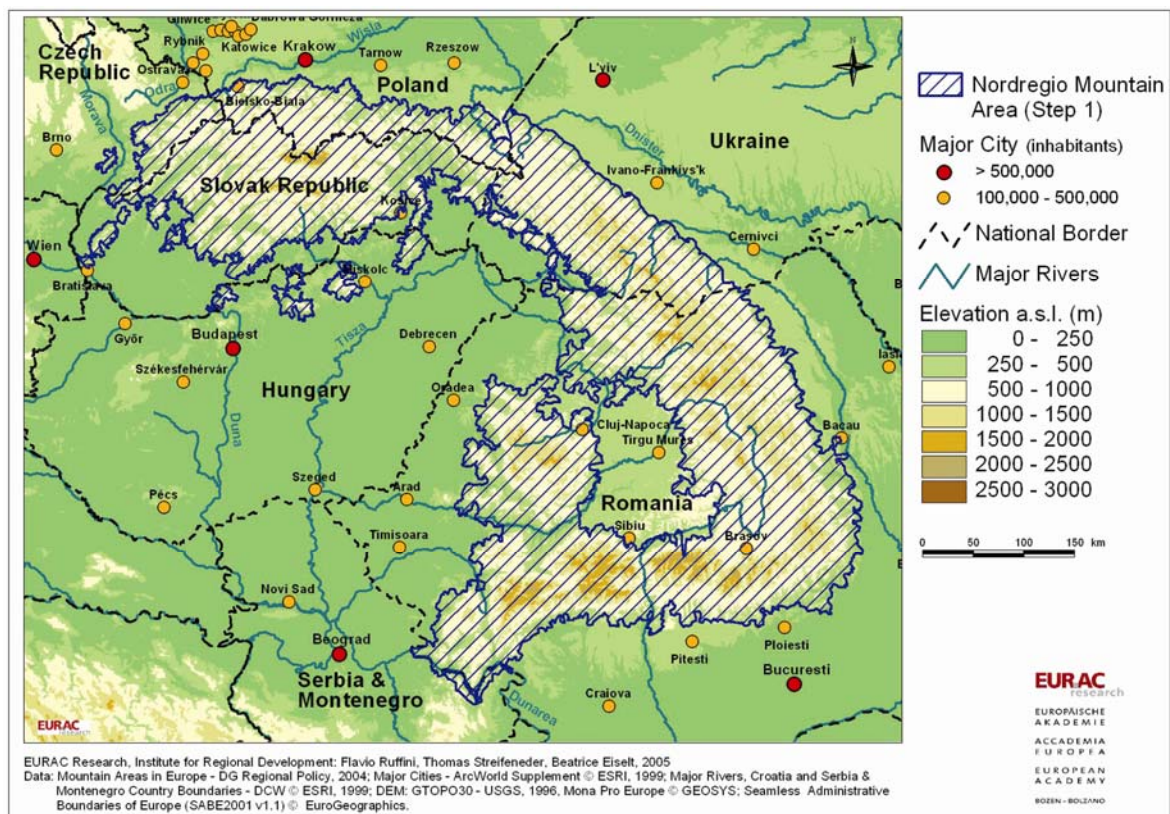 Gliwice
Dabrowa Gornicza
Czech
Republic
Rybnik
Katowice
Krakow
Wisla
Tarnow
Rzeszow
L'viv
Ostrava
Odra
Poland
Bielsko-Biala
Morava
Brno
Ukraine
Dnister
Ivano-Frankivs'k
Slovak Republic
Kosice
Cernivci
Wien
Bratislava
Miskolc
Győr
Budapest
Tisza
Debrecen
Iasi
Székesfehérvár
Hungary
Oradea
Duna
Cluj-Napoca
Tirgu Mures
Bacau
Pécs
Szeged
Arad
Romania
Timisoara
Sibiu
Brasov
Novi Sad
Beograd
Ploiesti
Pitesti
Serbia &
Montenegro
Bucuresti
Dunarea
Craiova
EURAC
research
N
Nordregio Mountain
Area (Step 1)
Major City (inhabitants)
> 500,000
100,000 - 500,000
National Border
Major Rivers
Elevation a.s.l. (m)
0 - 250
250 - 500
500 - 1000
1000 - 1500
1500 - 2000
2000 - 2500
2500 - 3000
0 50 100 150 km
EURAC
research
EUROPÄISCHE
AKADEMIE
ACCADEMIA
EUROPEA
EUROPEAN
ACADEMY
BOZEN - BOLZANO
EURAC Research, Institute for Regional Development: Flavio Ruffini, Thomas Streifeneder, Beatrice Eiselt, 2005
Data: Mountain Areas in Europe - DG Regional Policy, 2004; Major Cities - ArcWorld Supplement © ESRI, 1999; Major Rivers, Croatia and Serbia &
Montenegro Country Boundaries - DCW © ESRI, 1999; DEM: GTOPO30 - USGS, 1996, Mona Pro Europe © GEOSYS; Seamless Administrative
Boundaries of Europe (SABE2001 v1.1) © EuroGeographics.